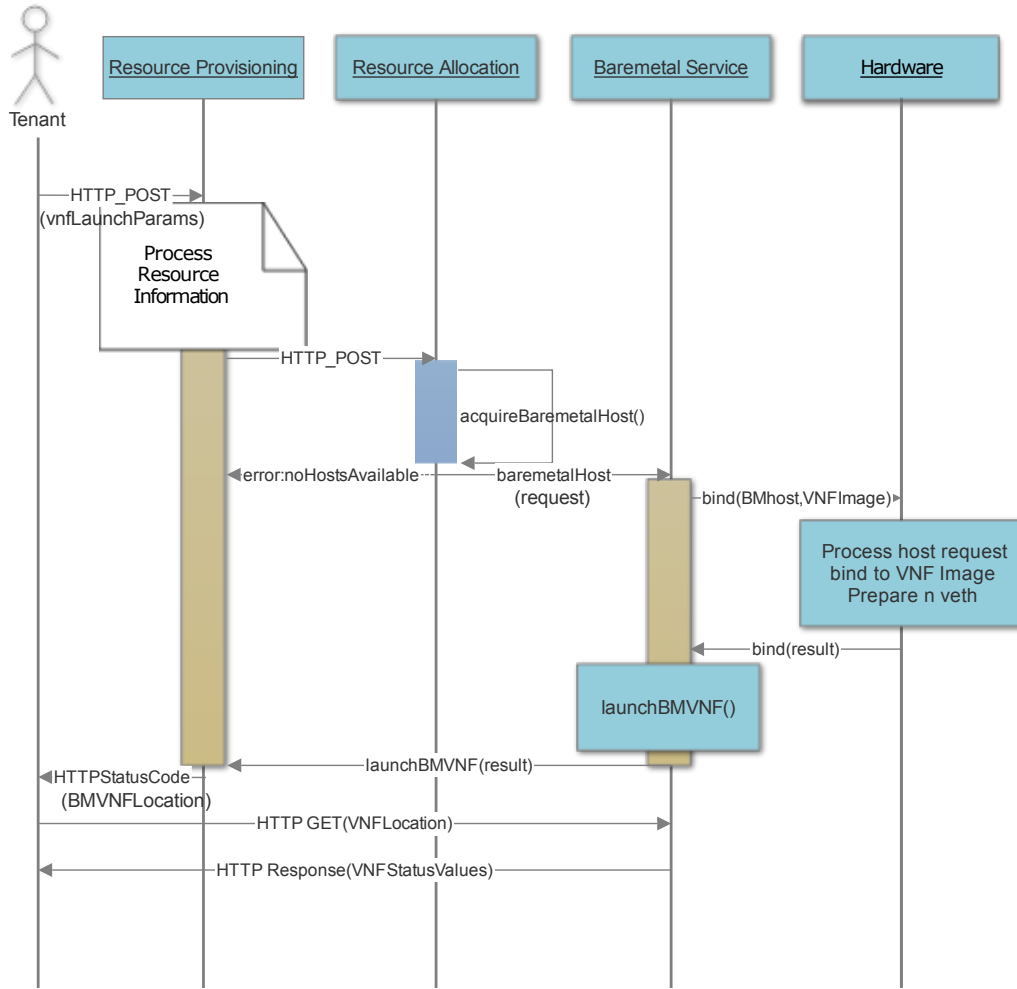 Tenant
Resource Provisioning
Resource Allocation
Baremetal Service
Hardware
HTTP_POST
(vnfLaunchParams)
Process
Resource
Information
HTTP_POST
acquireBaremetalHost()
error:noHostsAvailable
baremetalHost
(request)
bind(BMhost,VNFImage)
Process host request
bind to VNF Image
Prepare n veth
bind(result)
launchBMVNF()
launchBMVNF(result)
HTTPStatusCode
(BMVNFLocation)
HTTP GET(VNFLocation)
HTTP Response(VNFStatusValues)